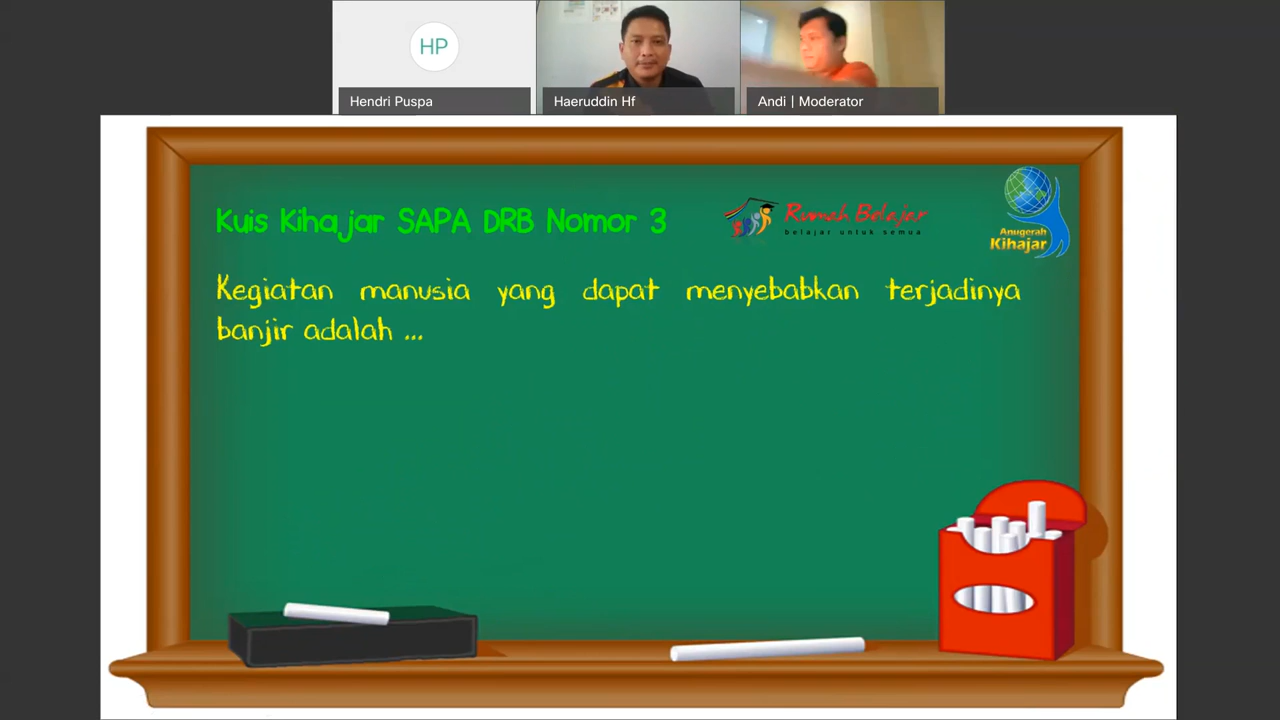 HP
Hendri Puspa
Haeruddin Hf
Andi | Moderator
Kuis Kihajar SAPA DRB Nomor 3
Rumah Belajar
belajar untuk semua
Anugerah
Kihajar
Kegiatan manusia yang dapat menyebabkan terjadinya
banjir adalah ...